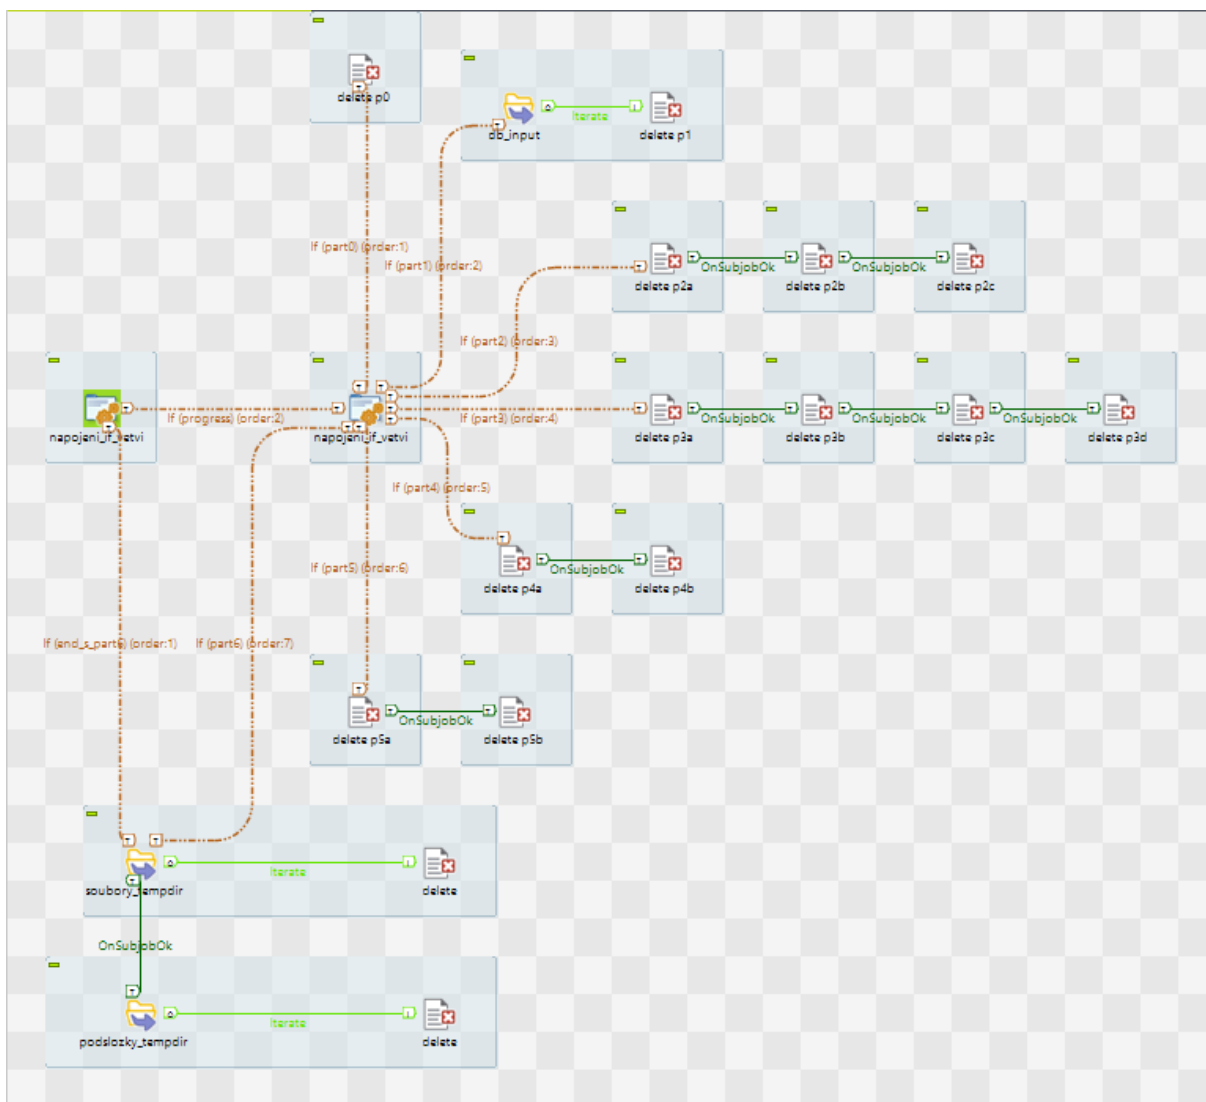 delete p0
db_input
Iterate
delete p1
If (part0) (order:1)
If (part1) (order:2)
delete p2a
OnSubjobOk
delete p2b
OnSubjobOk
delete p2c
If (part2) (order:3)
napojeni_if_vetvi
If (progress) (order:2)
napojeni_if_vetvi
If (part3) (order:4)
delete p3a
OnSubjobOk
delete p3b
OnSubjobOk
delete p3c
OnSubjobOk
delete p3d
If (part4) (order:5)
If (part5) (order:6)
delete p4a
OnSubjobOk
delete p4b
If (end_s_part6) (order:1)
If (part6) (order:7)
delete p5a
OnSubjobOk
delete p5b
soubory_tempdir
Iterate
delete
OnSubjobOk
podslozky_tempdir
Iterate
delete